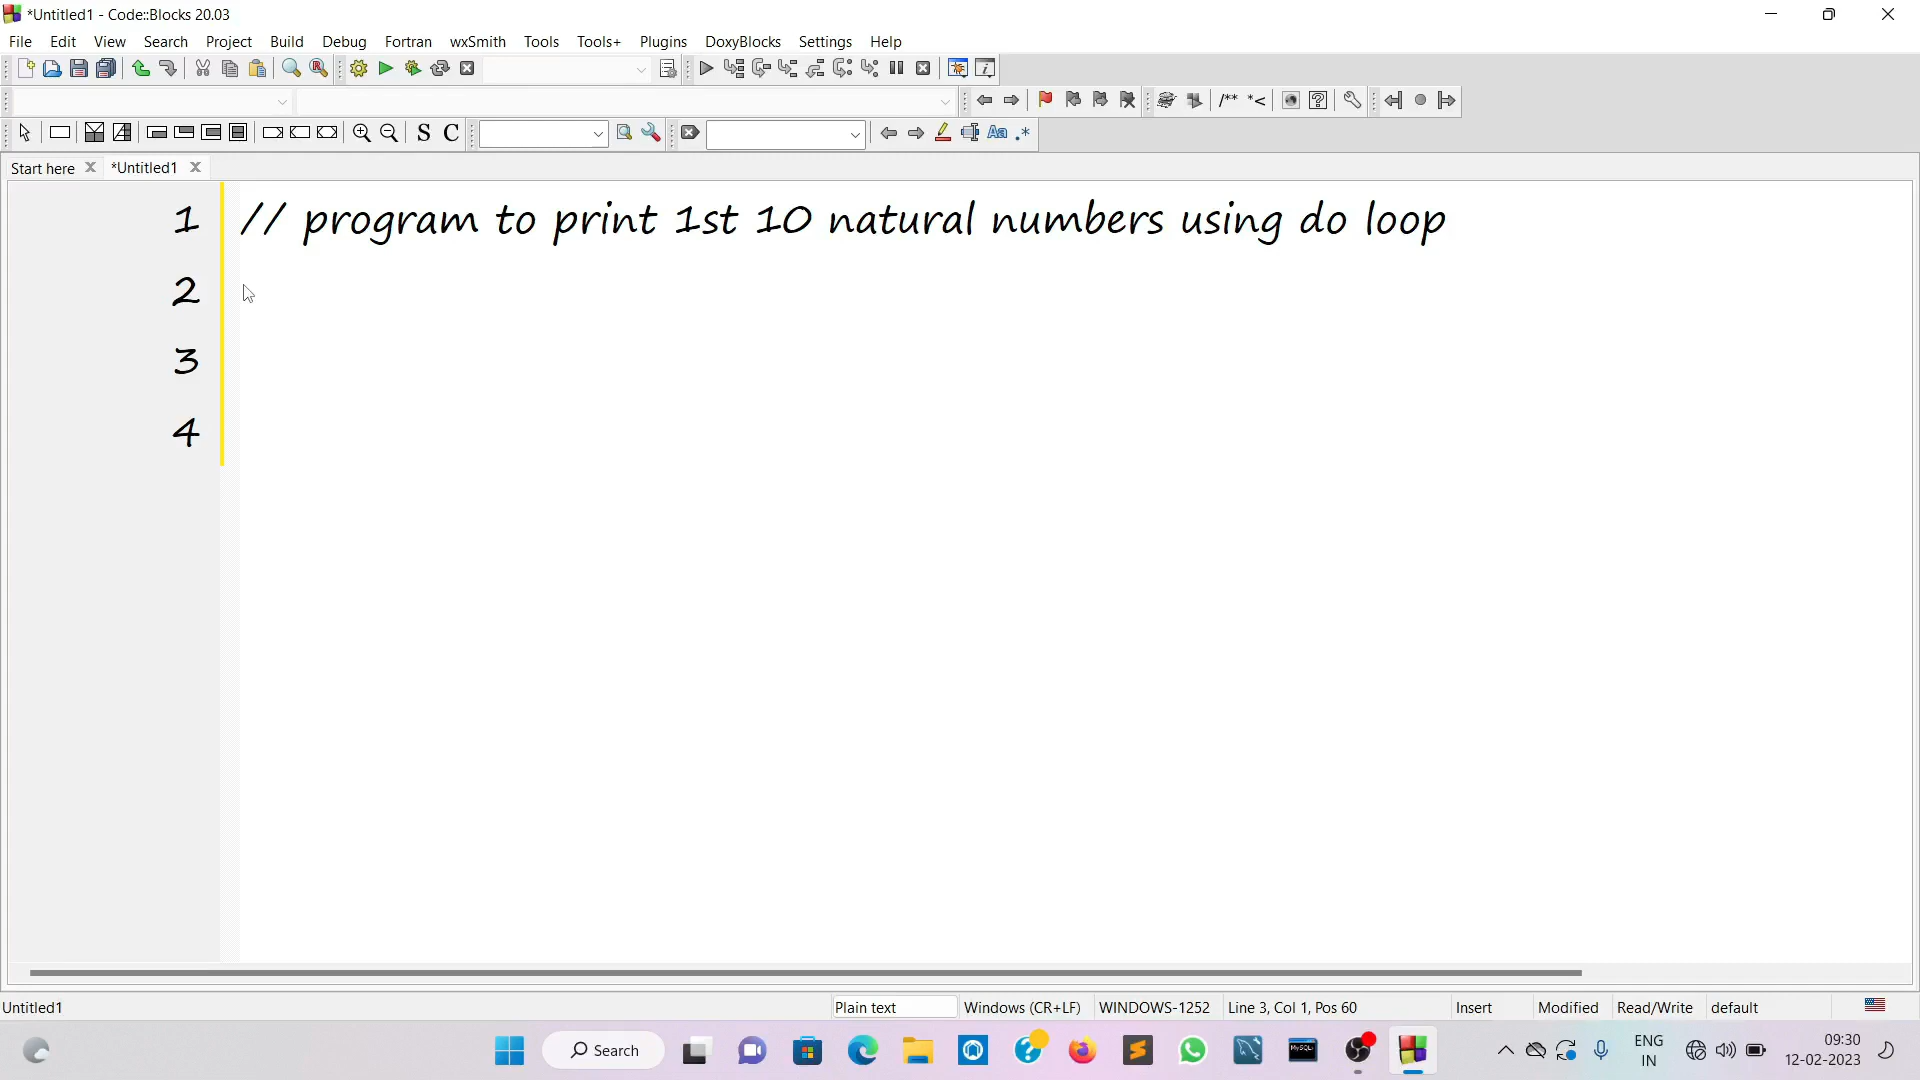 *Untitled1 - Code::Blocks 20.03
File Edit View Search Project Build Debug Fortran wxSmith Tools Tools+ Plugins DoxyBlocks Settings Help
/** *<
S C Aa .*
Start here *Untitled1
1 // program to print 1st 10 natural numbers using do loop
2
3
4
Untitled1 Plain text Windows (CR+LF) WINDOWS-1252 Line 3, Col 1, Pos 60 Insert Modified Read/Write default
Search MySQL ENG IN 09:30 12-02-2023